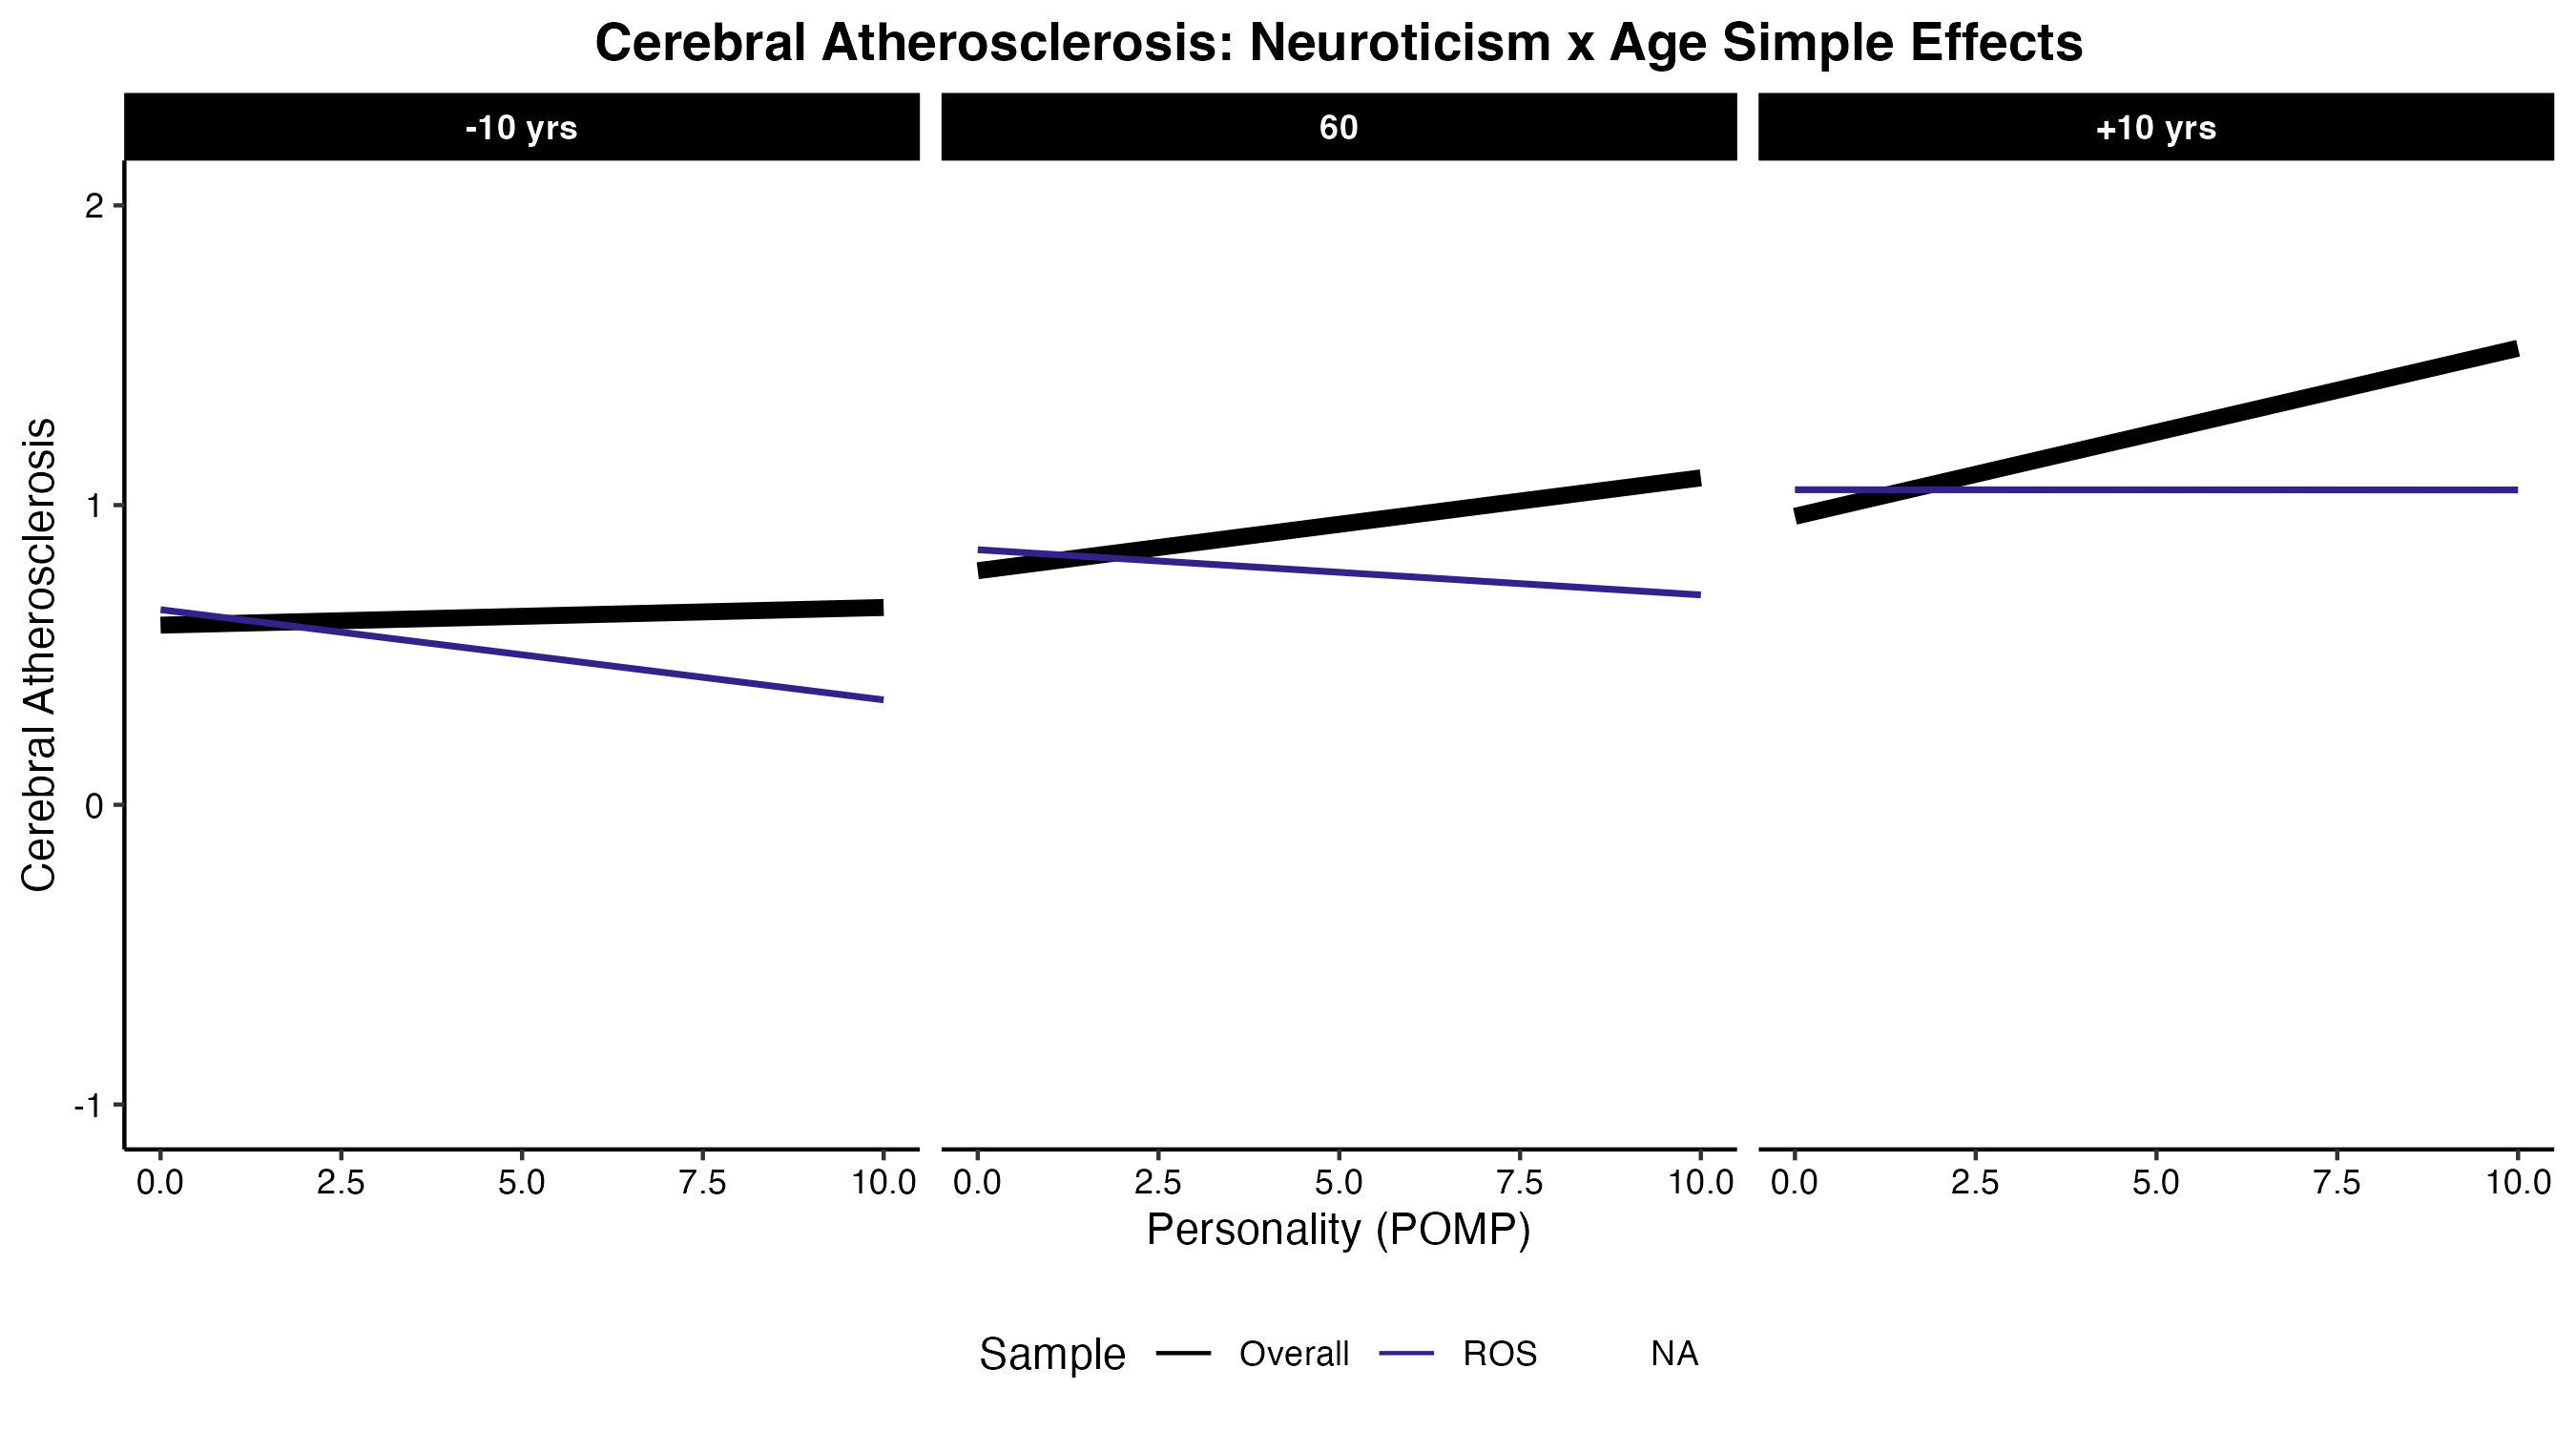 Cerebral Atherosclerosis: Neuroticism x Age Simple Effects
-10 yrs 60 +10 yrs
Cerebral Atherosclerosis
2
1
0
-1
0.0 2.5 5.0 7.5 10.0 0.0 2.5 5.0 7.5 10.0 0.0 2.5 5.0 7.5 10.0
Personality (POMP)
Sample Overall ROS NA